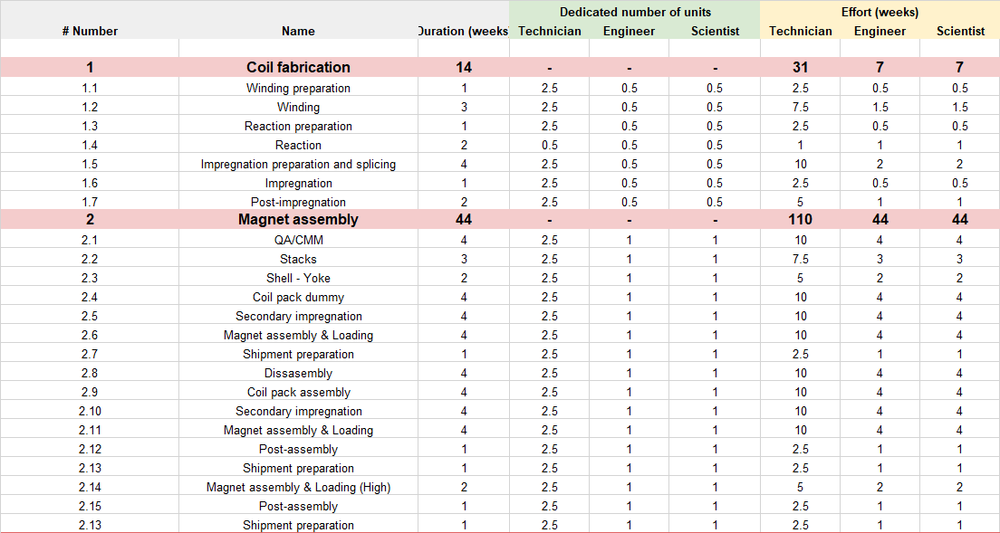 Dedicated number of units Effort (weeks)
# Number Name Duration (weeks Technician Engineer Scientist Technician Engineer Scientist
1 Coil fabrication 14 - - - 31 7 7
1.1 Winding preparation 1 2.5 0.5 0.5 2.5 0.5 0.5
1.2 Winding 3 2.5 0.5 0.5 7.5 1.5 1.5
1.3 Reaction preparation 1 2.5 0.5 0.5 2.5 0.5 0.5
1.4 Reaction 2 0.5 0.5 0.5 1 1 1
1.5 Impregnation preparation and splicing 4 2.5 0.5 0.5 10 2 2
1.6 Impregnation 1 2.5 0.5 0.5 2.5 0.5 0.5
1.7 Post-impregnation 2 2.5 0.5 0.5 5 1 1
2 Magnet assembly 44 - - - 110 44 44
2.1 QA/CMM 4 2.5 1 1 10 4 4
2.2 Stacks 3 2.5 1 1 7.5 3 3
2.3 Shell - Yoke 2 2.5 1 1 5 2 2
2.4 Coil pack dummy 4 2.5 1 1 10 4 4
2.5 Secondary impregnation 4 2.5 1 1 10 4 4
2.6 Magnet assembly & Loading 4 2.5 1 1 10 4 4
2.7 Shipment preparation 1 2.5 1 1 2.5 1 1
2.8 Dissasembly 4 2.5 1 1 10 4 4
2.9 Coil pack assembly 4 2.5 1 1 10 4 4
2.10 Secondary impregnation 4 2.5 1 1 10 4 4
2.11 Magnet assembly & Loading 4 2.5 1 1 10 4 4
2.12 Post-assembly 1 2.5 1 1 2.5 1 1
2.13 Shipment preparation 1 2.5 1 1 2.5 1 1
2.14 Magnet assembly & Loading (High) 2 2.5 1 1 5 2 2
2.15 Post-assembly 1 2.5 1 1 2.5 1 1
2.13 Shipment preparation 1 2.5 1 1 2.5 1 1